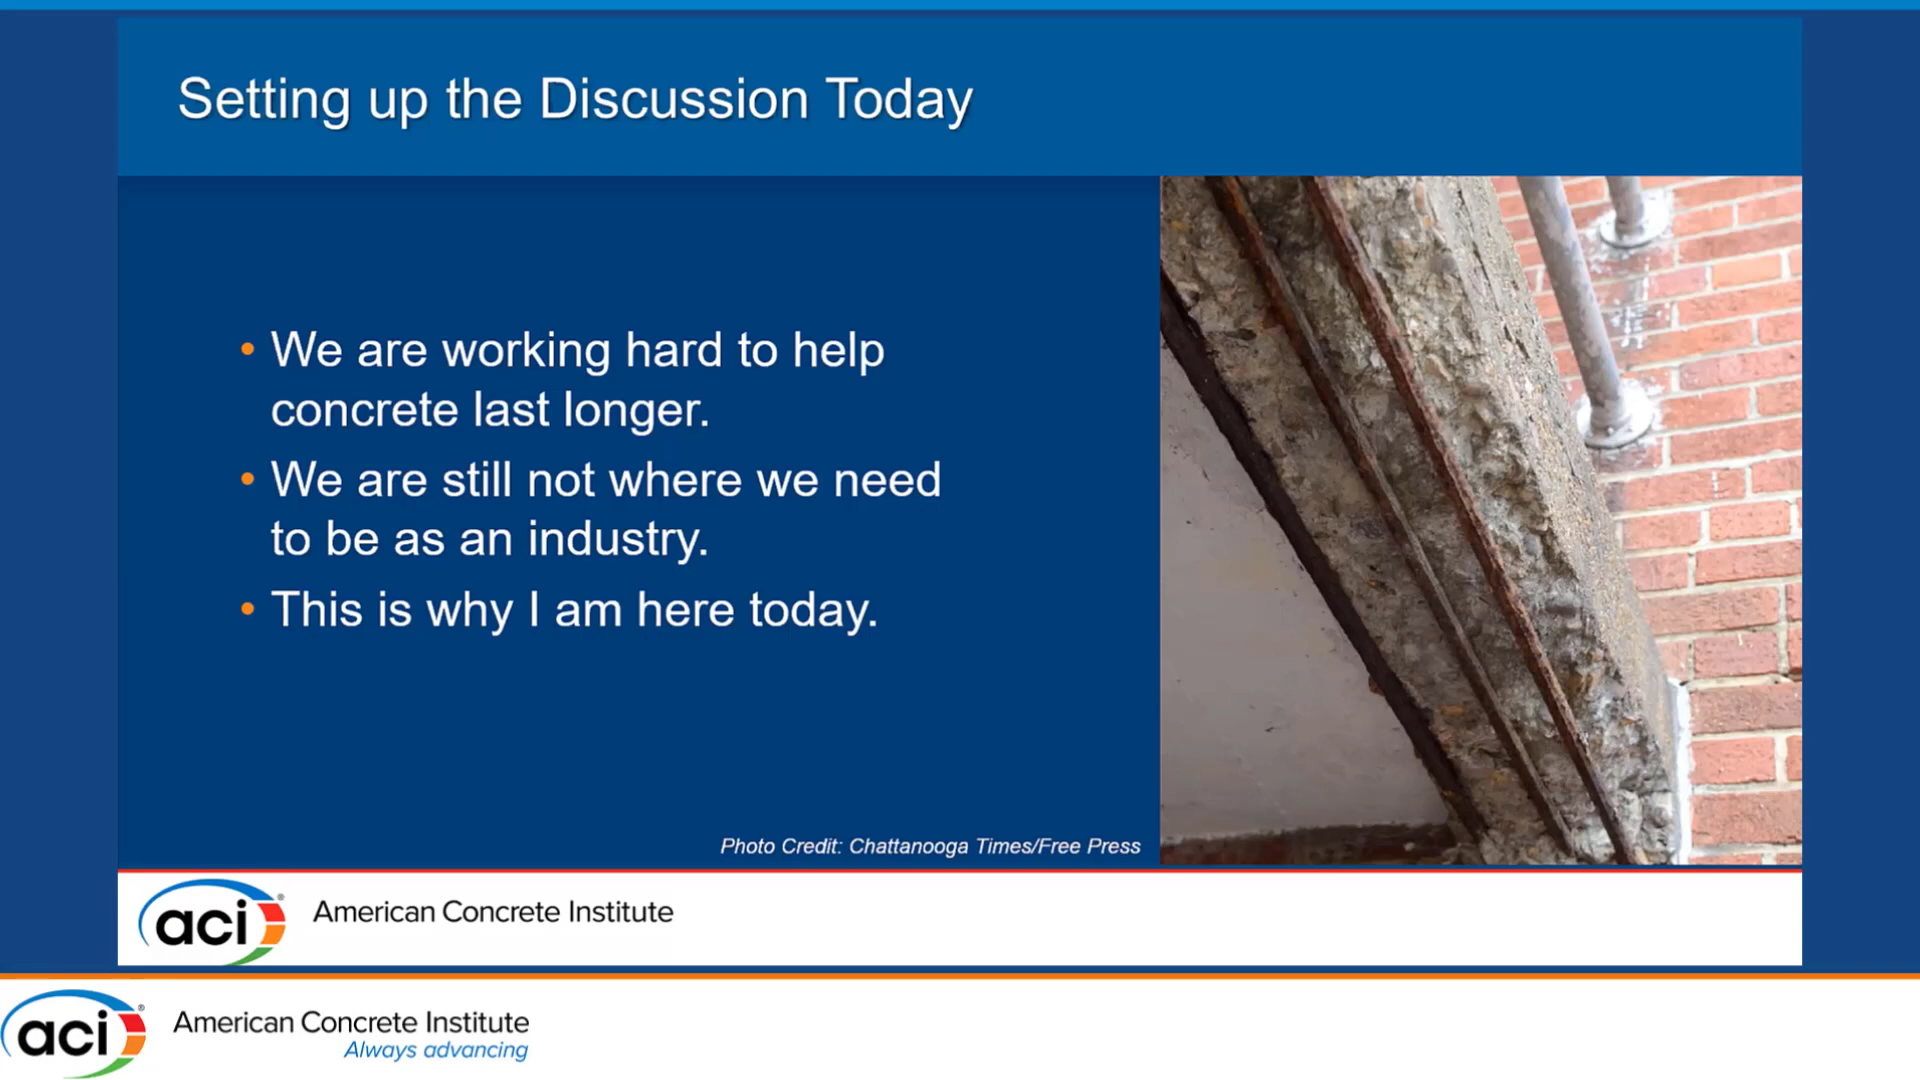 Setting up the Discussion Today
• We are working hard to help
concrete last longer.
• We are still not where we need
to be as an industry.
• This is why I am here today.
Photo Credit: Chattanooga Times/Free Press
aci® American Concrete Institute
aci® American Concrete Institute
Always advancing